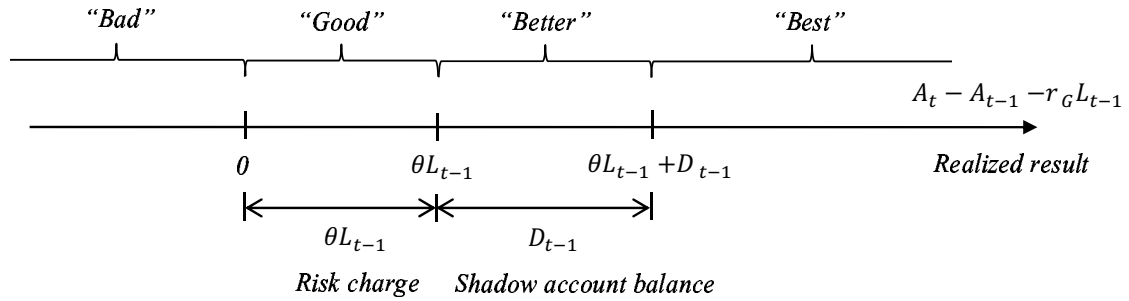 “Bad” “Good” “Better” “Best”
A_t − A_{t−1} −r_G L_{t−1}
0 θL_{t−1} θL_{t−1} +D_{t−1} Realized result
θL_{t−1} D_{t−1}
Risk charge Shadow account balance